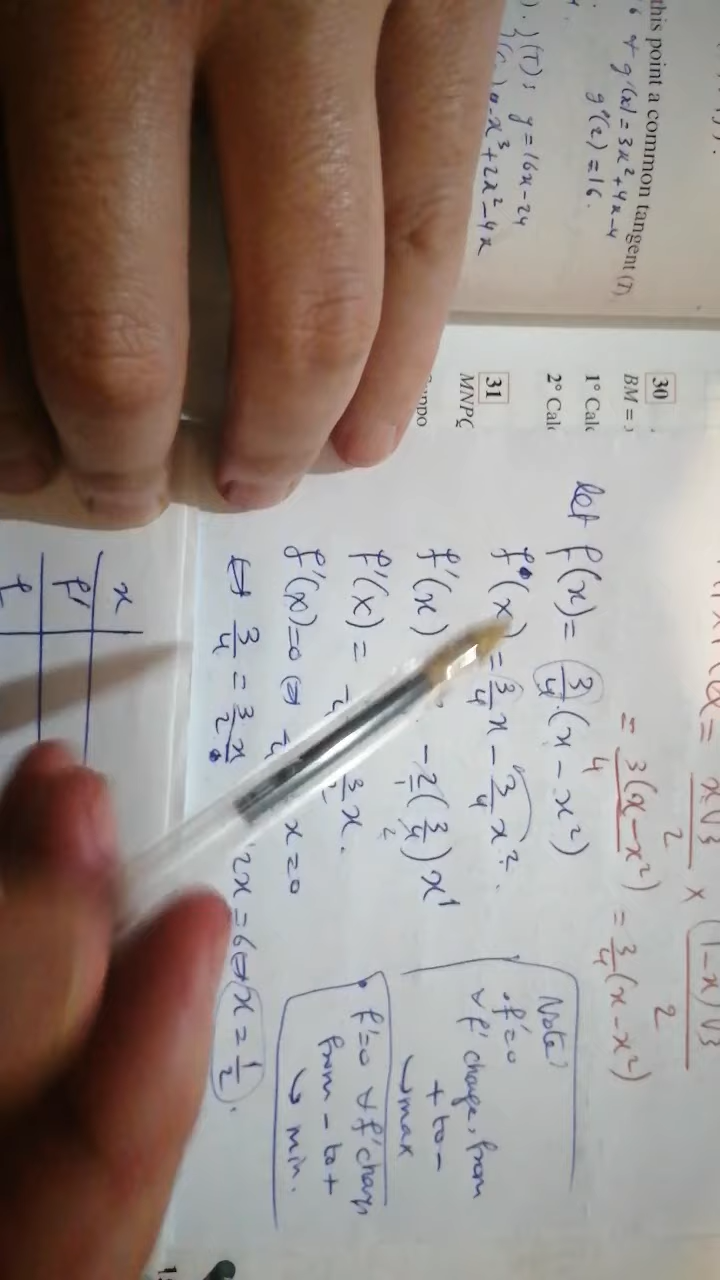 this point a common tangent (T)
g'(x) = 3x² + 4x - 4
g'(2) = 16.
(T): y = 16x - 24
x³ + 2x² - 4x
30
BM =
1° Calc
2° Calc
31
MNPQ
= x√3/2 × (1-x)√3/2
= 3(x-x²)/4 = 3/4(x-x²)
let f(x) = 3/4.(x - x²)
f(x) = 3/4 x - 3/4 x².
f'(x) - 2(3/4)x¹
f'(x) = 3/2 x.
f'(x)=0 ⇔ x=0
⇔ 3/4 = 3x/2 2x = 6 ⇔ x = 1/2.
Note:
. f'=0
& f' change, from
+ to -
↘ max
• f'=0 & f' change
from - to +
↘ min.
x
f'
f